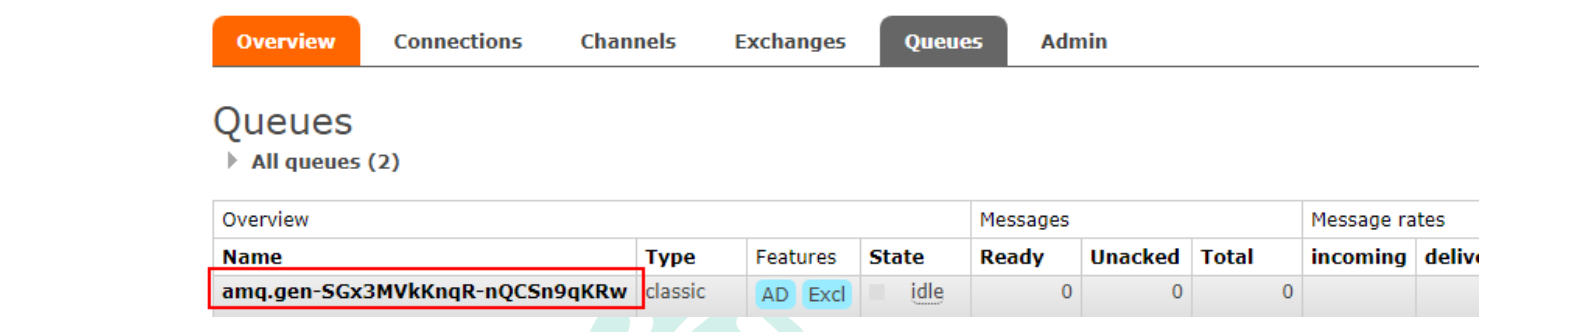 Overview Connections Channels Exchanges Queues Admin
Queues
All queues (2)
Overview Messages Message rates
Name Type Features State Ready Unacked Total incoming
amq.gen-SGx3MVkKnqR-nQCSn9qKRw classic AD Excl idle 0 0 0